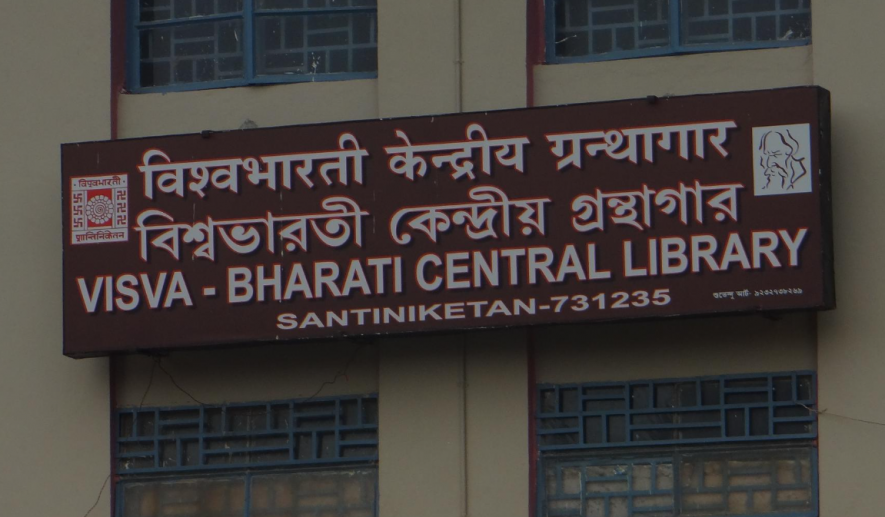 विश्वभारती केन्द्रीय ग्रन्थागार
বিশ্বভারতী কেন্দ্রীয় গ্রন্থাগার
VISVA - BHARATI CENTRAL LIBRARY
SANTINIKETAN-731235